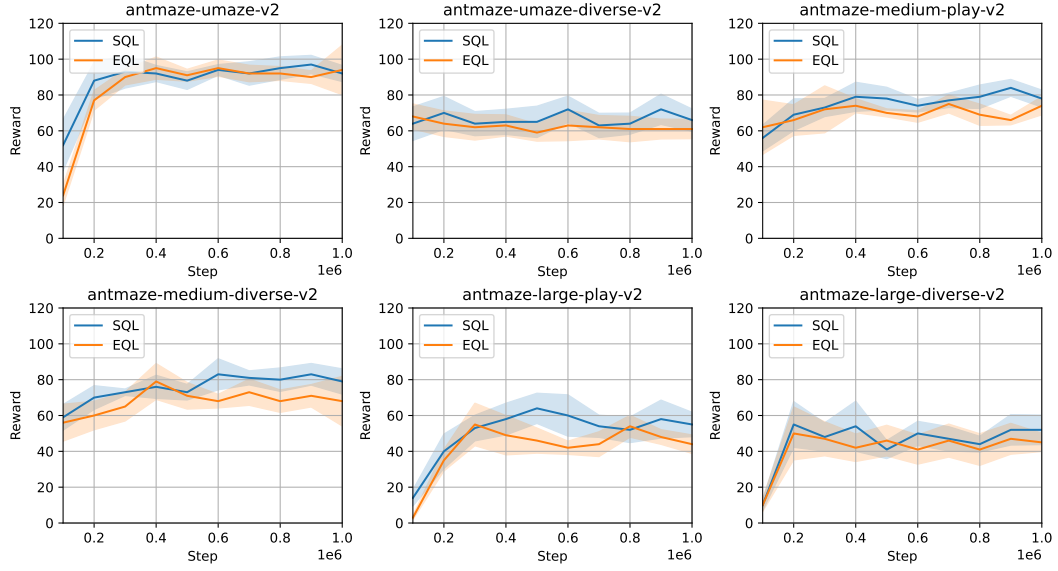 antmaze-umaze-v2
120
100
80
60
40
20
0
Reward
SQL
EQL
0.2
0.4
0.6
0.8
1.0
Step
1e6
antmaze-umaze-diverse-v2
120
100
80
60
40
20
0
Reward
SQL
EQL
0.2
0.4
0.6
0.8
1.0
Step
1e6
antmaze-medium-play-v2
120
100
80
60
40
20
0
Reward
SQL
EQL
0.2
0.4
0.6
0.8
1.0
Step
1e6
antmaze-medium-diverse-v2
120
100
80
60
40
20
0
Reward
SQL
EQL
0.2
0.4
0.6
0.8
1.0
Step
1e6
antmaze-large-play-v2
120
100
80
60
40
20
0
Reward
SQL
EQL
0.2
0.4
0.6
0.8
1.0
Step
1e6
antmaze-large-diverse-v2
120
100
80
60
40
20
0
Reward
SQL
EQL
0.2
0.4
0.6
0.8
1.0
Step
1e6